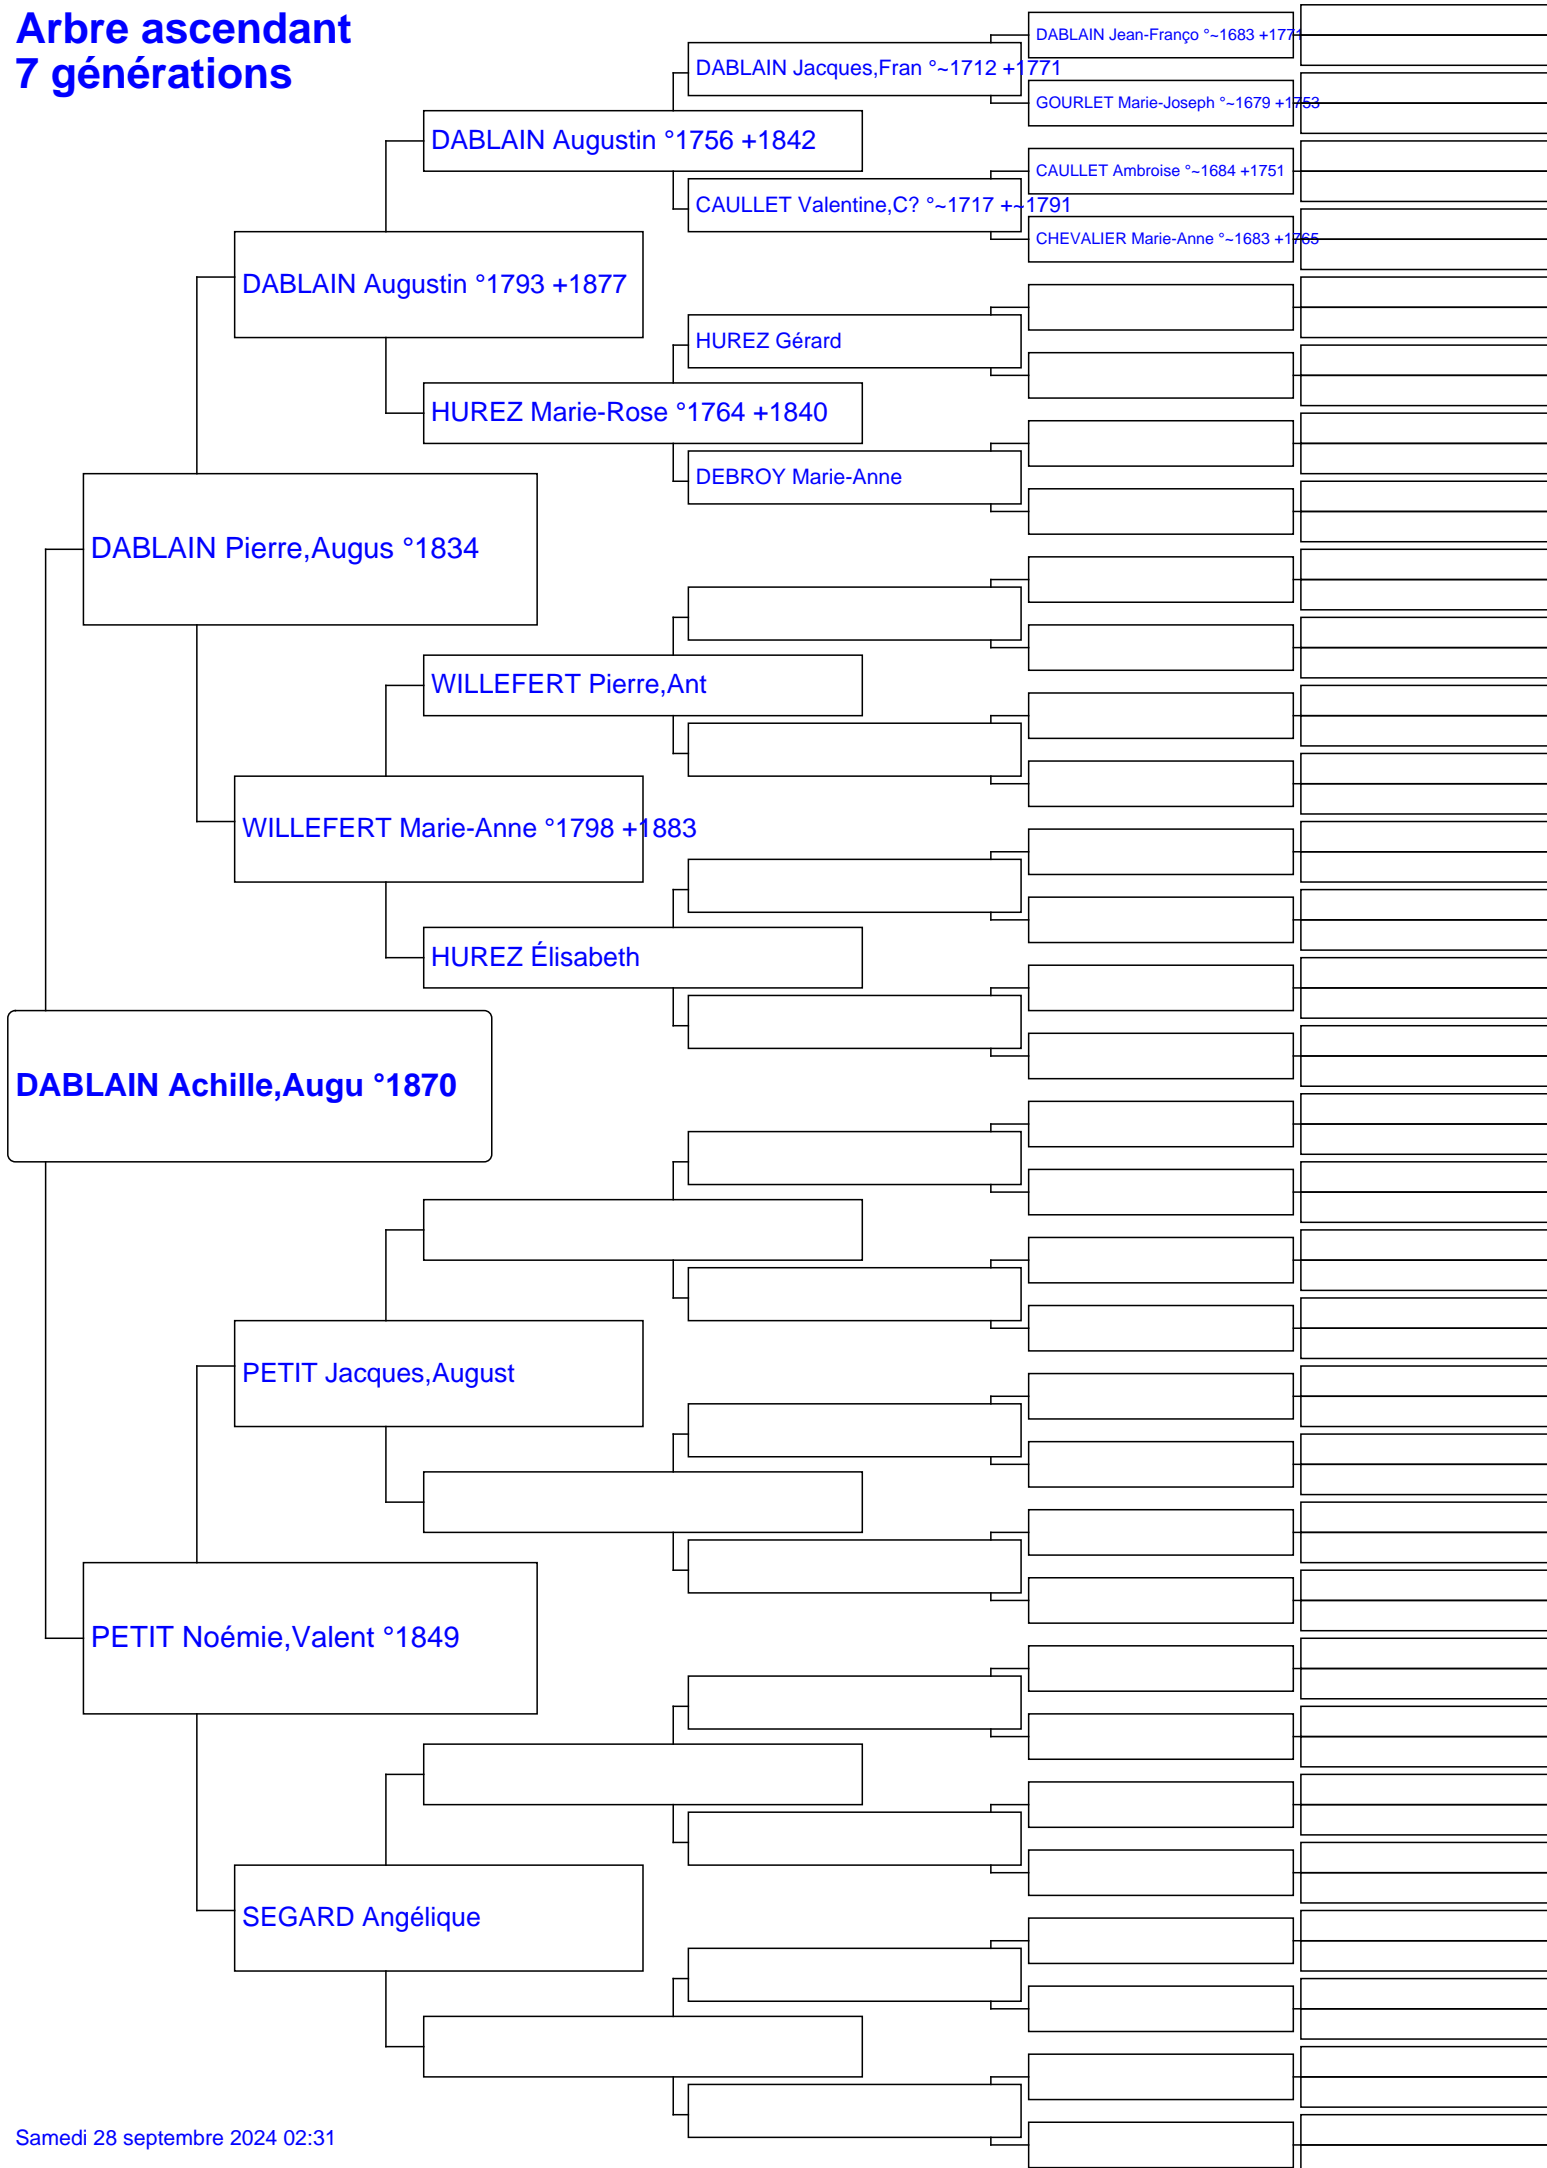 Arbre ascendant
7 générations
DABLAIN Jean-Franço °~1683 +1771
DABLAIN Jacques,Fran °~1712 +1771
GOURLET Marie-Joseph °~1679 +1753
DABLAIN Augustin °1756 +1842
CAULLET Ambroise °~1684 +1751
CAULLET Valentine,C? °~1717 +~1791
CHEVALIER Marie-Anne °~1683 +1765
DABLAIN Augustin °1793 +1877
HUREZ Gérard
HUREZ Marie-Rose °1764 +1840
DEBROY Marie-Anne
DABLAIN Pierre,Augus °1834
WILLEFERT Pierre,Ant
WILLEFERT Marie-Anne °1798 +1883
HUREZ Élisabeth
DABLAIN Achille,Augu °1870
PETIT Jacques,August
PETIT Noémie,Valent °1849
SEGARD Angélique
Samedi 28 septembre 2024 02:31